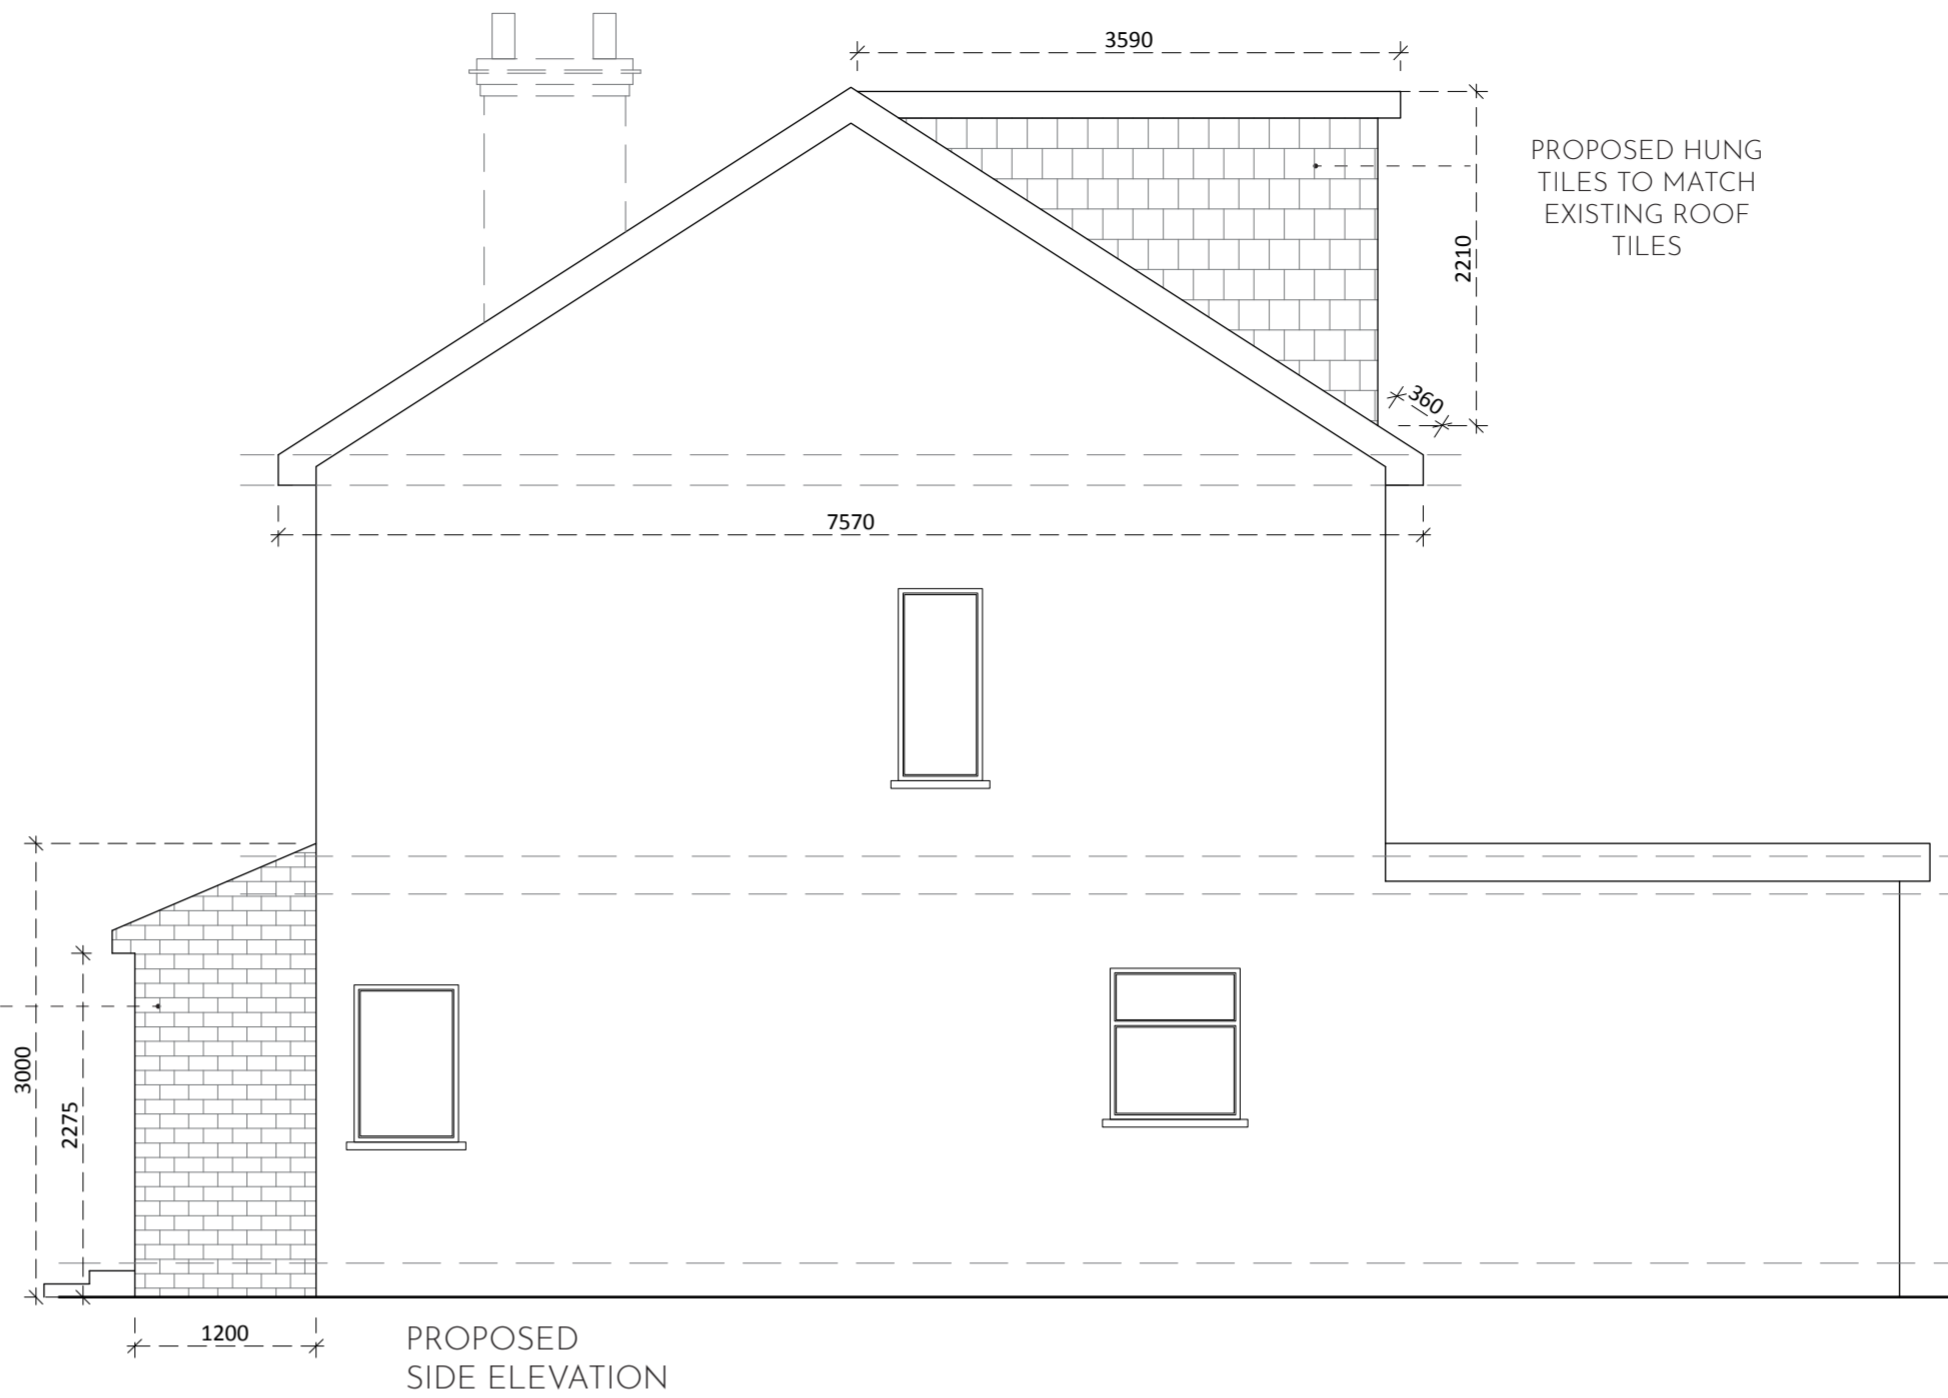 3590
PROPOSED HUNG
TILES TO MATCH
EXISTING ROOF
TILES
2210
360
7570
3000
2275
1200
PROPOSED
SIDE ELEVATION